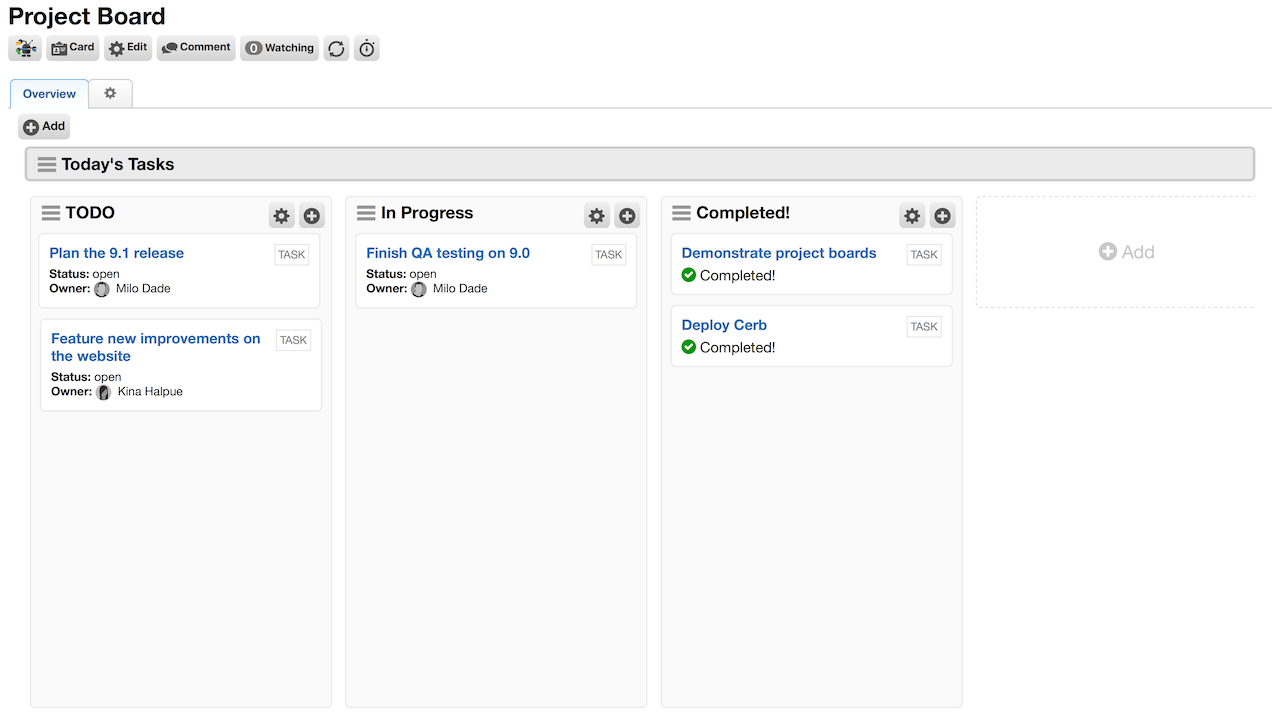 Project Board
Card Edit Comment 0 Watching
Overview
Add
Today's Tasks
TODO
Plan the 9.1 release TASK
Status: open
Owner: Milo Dade
Feature new improvements on TASK
the website
Status: open
Owner: Kina Halpue
In Progress
Finish QA testing on 9.0 TASK
Status: open
Owner: Milo Dade
Completed!
Demonstrate project boards TASK
Completed!
Deploy Cerb TASK
Completed!
Add